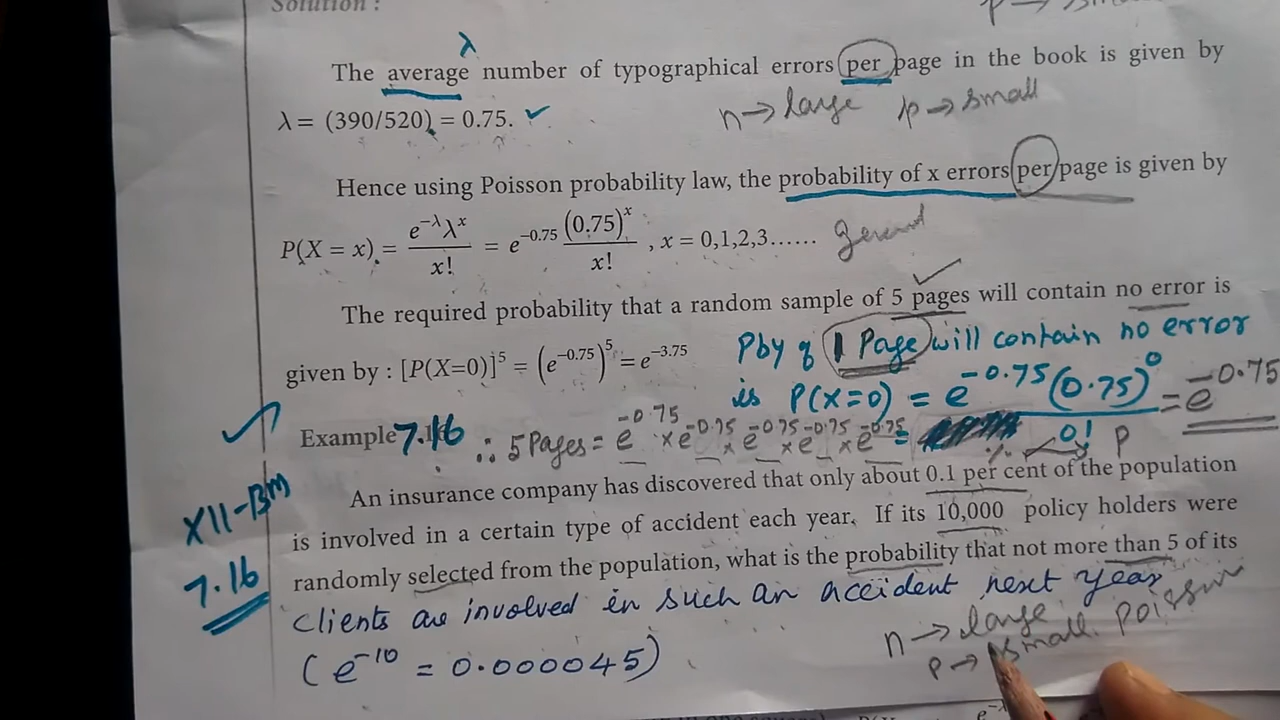 Solution :
p → small
λ
The average number of typographical errors per page in the book is given by
λ = (390/520) = 0.75. ✓
n → large p → small
Hence using Poisson probability law, the probability of x errors per page is given by
P(X = x) = e^{-λ}λ^x / x! = e^{-0.75} (0.75)^x / x! , x = 0,1,2,3......
The required probability that a random sample of 5 pages will contain no error is
given by : [P(X=0)]^5 = (e^{-0.75})^5 = e^{-3.75}
Pby of 1 Page will contain no error
is P(X=0) = e^{-0.75} (0.75)^0 / 0! = e^{-0.75}
Example 7.16
∴ 5 Pages = e^{-0.75} × e^{-0.75} × e^{-0.75} × e^{-0.75} × e^{-0.75} =
P
XII-BM
7.16
An insurance company has discovered that only about 0.1 per cent of the population
is involved in a certain type of accident each year. If its 10,000 policy holders were
randomly selected from the population, what is the probability that not more than 5 of its
clients are involved in such an accident next year
(e^{-10} = 0.000045)
n → large
p → small. poisson